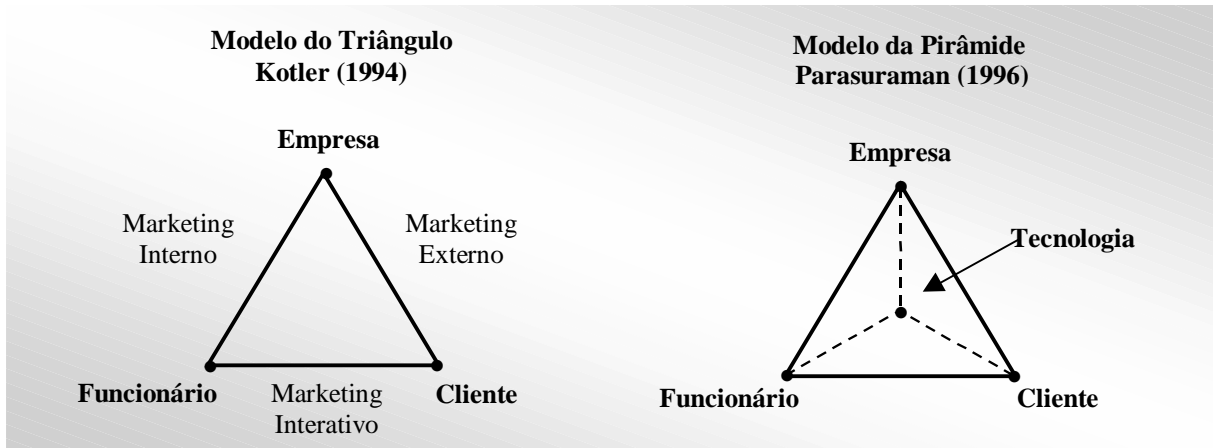 Modelo do Triângulo
Kotler (1994)
Empresa
Marketing
Interno
Marketing
Externo
Funcionário
Marketing
Interativo
Cliente
Modelo da Pirâmide
Parasuraman (1996)
Empresa
Tecnologia
Funcionário
Cliente